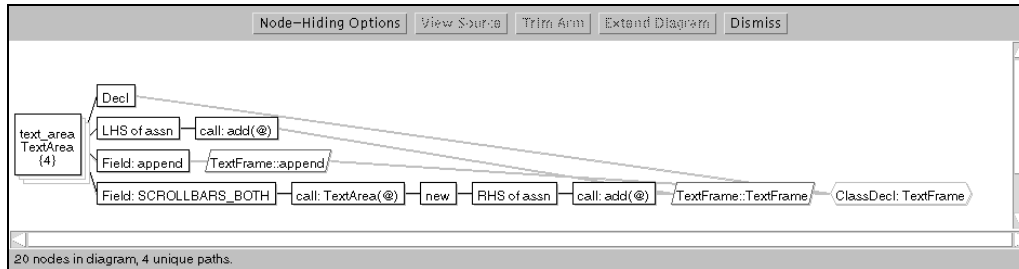 Node-Hiding Options View Source Trim Arm Extend Diagram Dismiss
Decl
text_area
TextArea
{4}
LHS of assn call: add(@)
Field: append TextFrame::append
Field: SCROLLBARS_BOTH call: TextArea(@) new RHS of assn call: add(@) TextFrame::TextFrame ClassDecl: TextFrame
20 nodes in diagram, 4 unique paths.